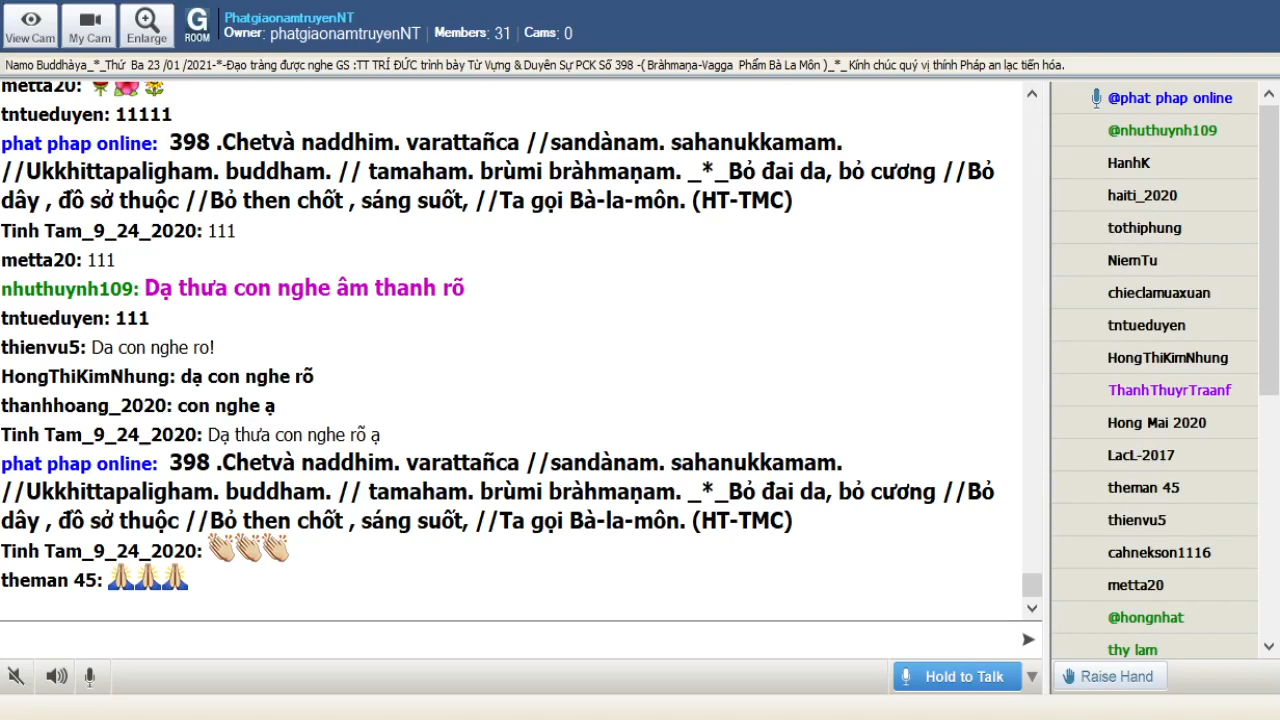 View Cam
My Cam
Enlarge
G
ROOM
PhatgiaonamtruyenNT
Owner: phatgiaonamtruyenNT | Members: 31 | Cams: 0
Namo Buddhàya_*_Thứ Ba 23 /01 /2021-*-Đạo tràng được nghe GS :TT TRÍ ĐỨC trình bày Từ Vựng & Duyên Sự PCK Số 398 -( Bràhmaṇa-Vagga Phẩm Bà La Môn )_*_ Kính chúc quý vị thính Pháp an lạc tiến hóa.
metta20:
tntueduyen: 11111
phat phap online: 398 .Chetvà naddhim. varattañca //sandànam. sahanukkamam.
//Ukkhittapaligham. buddham. // tamaham. brùmi bràhmaṇam. _*_Bỏ đai da, bỏ cương //Bỏ
dây , đồ sở thuộc //Bỏ then chốt , sáng suốt, //Ta gọi Bà-la-môn. (HT-TMC)
Tinh Tam_9_24_2020: 111
metta20: 111
nhuthuynh109: Dạ thưa con nghe âm thanh rõ
tntueduyen: 111
thienvu5: Da con nghe ro!
HongThiKimNhung: dạ con nghe rõ
thanhhoang_2020: con nghe ạ
Tinh Tam_9_24_2020: Dạ thưa con nghe rõ ạ
phat phap online: 398 .Chetvà naddhim. varattañca //sandànam. sahanukkamam.
//Ukkhittapaligham. buddham. // tamaham. brùmi bràhmaṇam. _*_Bỏ đai da, bỏ cương //Bỏ
dây , đồ sở thuộc //Bỏ then chốt , sáng suốt, //Ta gọi Bà-la-môn. (HT-TMC)
Tinh Tam_9_24_2020:
theman 45:
@phat phap online
@nhuthuynh109
HanhK
haiti_2020
tothiphung
NiemTu
chieclamuaxuan
tntueduyen
HongThiKimNhung
ThanhThuyrTraanf
Hong Mai 2020
LacL-2017
theman 45
thienvu5
cahnekson1116
metta20
@hongnhat
thy lam
Hold to Talk
Raise Hand